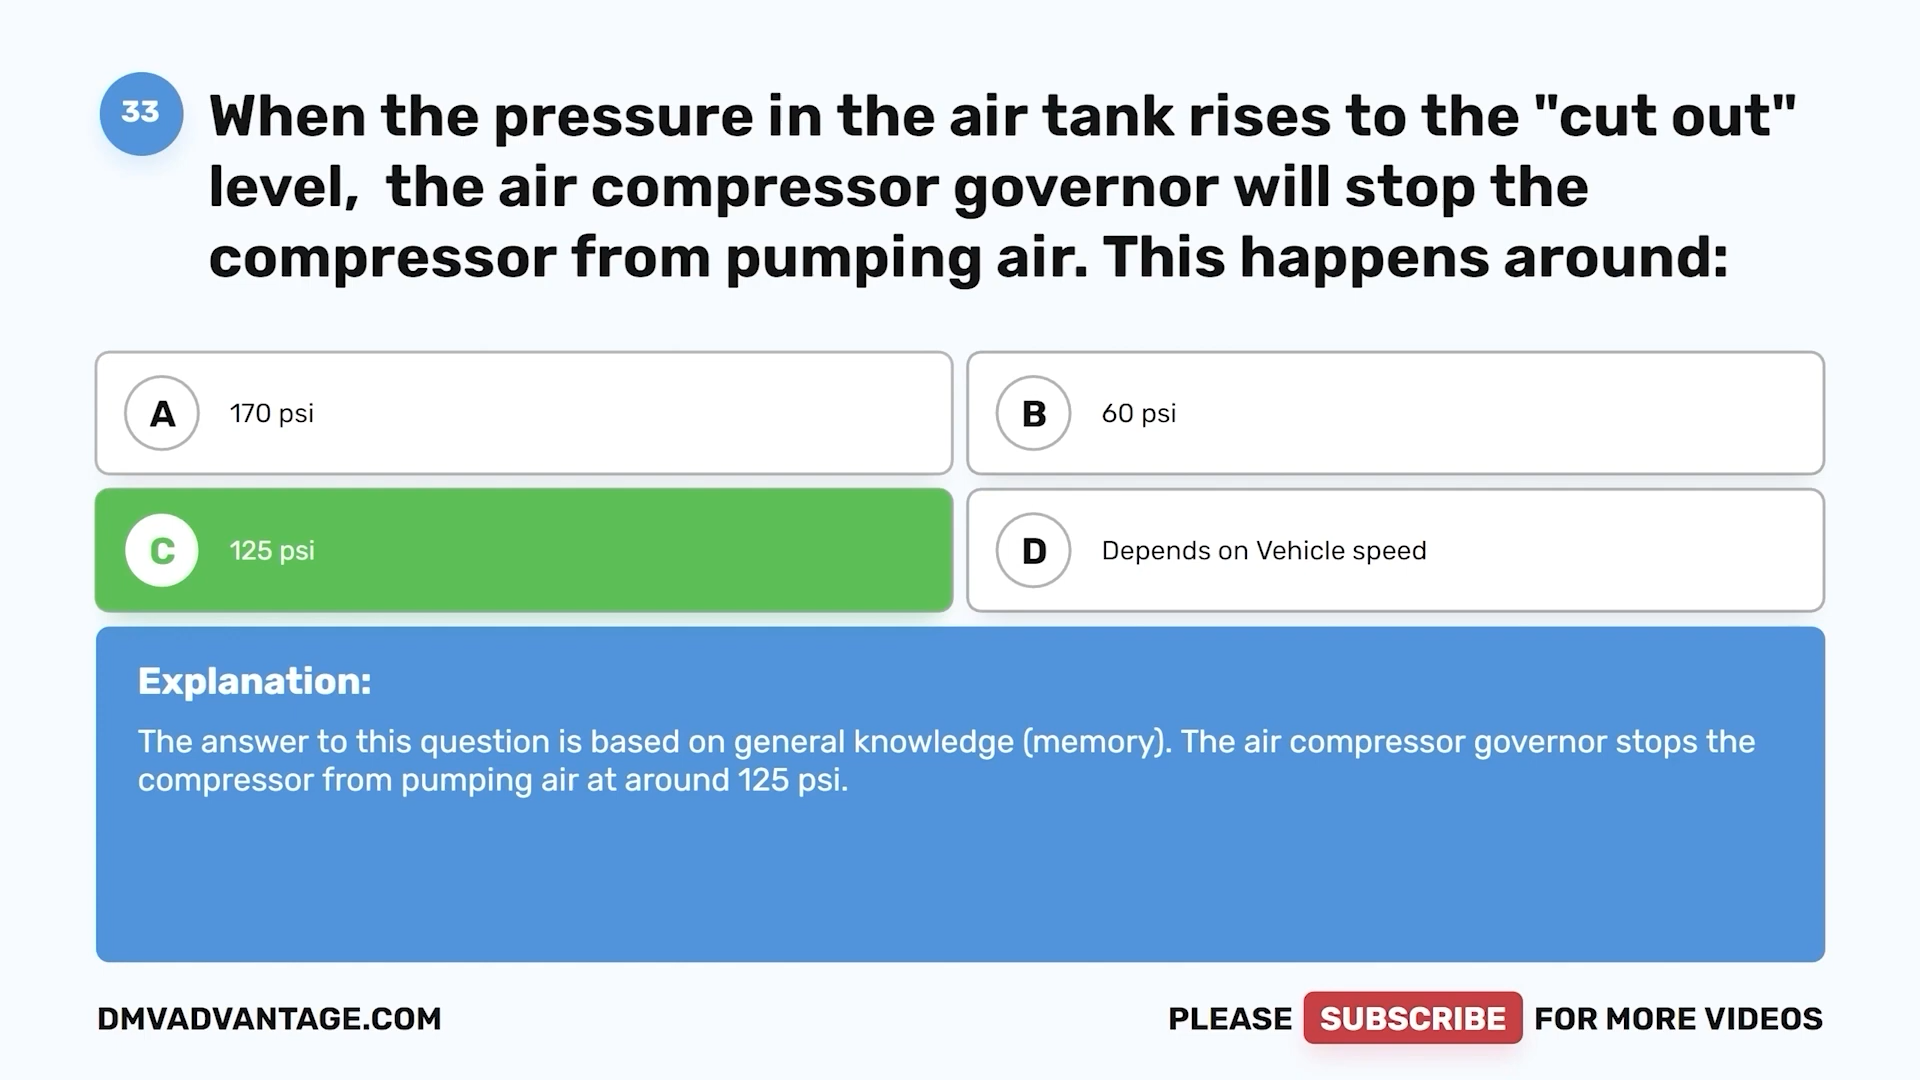 33
When the pressure in the air tank rises to the "cut out"
level,  the air compressor governor will stop the
compressor from pumping air. This happens around:
A 170 psi
B 60 psi
C 125 psi
D Depends on Vehicle speed
Explanation:
The answer to this question is based on general knowledge (memory). The air compressor governor stops the
compressor from pumping air at around 125 psi.
DMVADVANTAGE.COM
PLEASE SUBSCRIBE FOR MORE VIDEOS